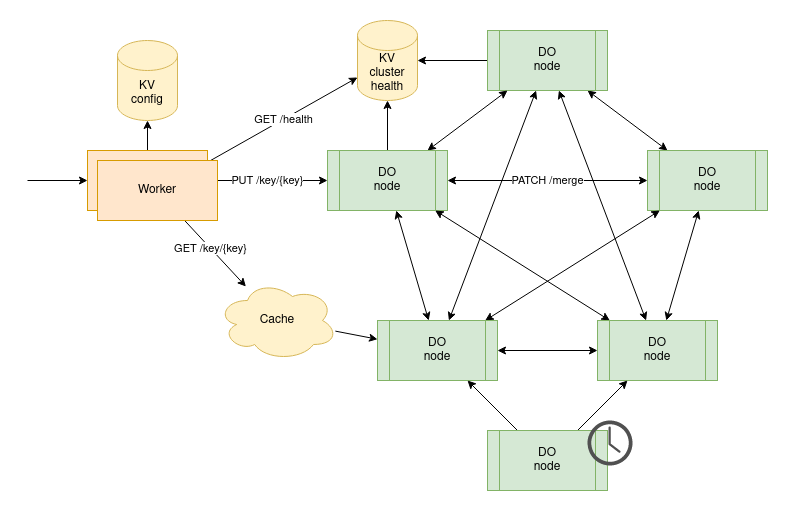 DO
node
KV
cluster
health
KV
config
GET /health
Worker
PUT /key/{key}
DO
node
PATCH /merge
DO
node
GET /key/{key}
Cache
DO
node
DO
node
DO
node